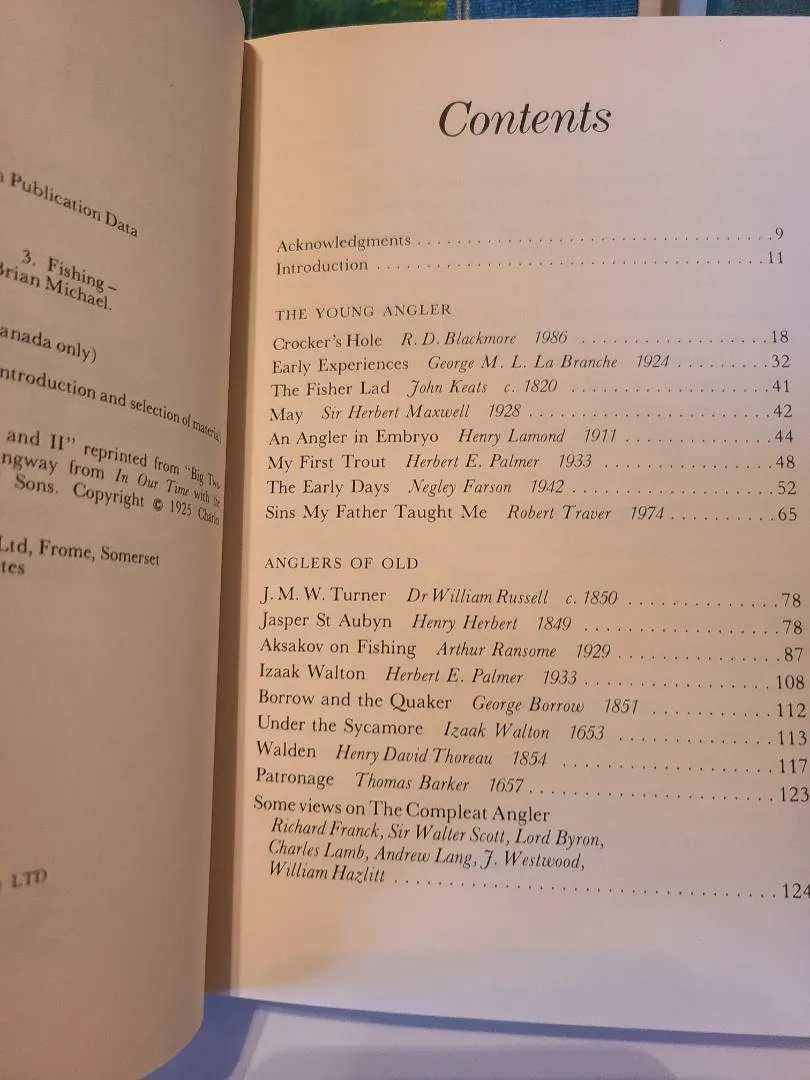 n Publication Data
3. Fishing –
Brian Michael.
anada only)
ntroduction and selection of material
and II” reprinted from “Big Two-
ngway from In Our Time with the
Sons. Copyright © 1925 Charles
Ltd, Frome, Somerset
tes
LTD
Contents
Acknowledgments . . . . . . . . . . . . . . . . . . . . . . . . . . . . . . 9
Introduction . . . . . . . . . . . . . . . . . . . . . . . . . . . . . . . . . 11
THE YOUNG ANGLER
Crocker's Hole R. D. Blackmore 1986 . . . . . . . . . . . . . . . . . 18
Early Experiences George M. L. La Branche 1924 . . . . . . . . . 32
The Fisher Lad John Keats c. 1820 . . . . . . . . . . . . . . . . . . 41
May Sir Herbert Maxwell 1928 . . . . . . . . . . . . . . . . . . . . . 42
An Angler in Embryo Henry Lamond 1911 . . . . . . . . . . . . . 44
My First Trout Herbert E. Palmer 1933 . . . . . . . . . . . . . . . 48
The Early Days Negley Farson 1942 . . . . . . . . . . . . . . . . . . 52
Sins My Father Taught Me Robert Traver 1974 . . . . . . . . . . 65
ANGLERS OF OLD
J. M. W. Turner Dr William Russell c. 1850 . . . . . . . . . . . . . 78
Jasper St Aubyn Henry Herbert 1849 . . . . . . . . . . . . . . . . . 78
Aksakov on Fishing Arthur Ransome 1929 . . . . . . . . . . . . . . 87
Izaak Walton Herbert E. Palmer 1933 . . . . . . . . . . . . . . . . 108
Borrow and the Quaker George Borrow 1851 . . . . . . . . . . . 112
Under the Sycamore Izaak Walton 1653 . . . . . . . . . . . . . . 113
Walden Henry David Thoreau 1854 . . . . . . . . . . . . . . . . . . 117
Patronage Thomas Barker 1657 . . . . . . . . . . . . . . . . . . . . 123
Some views on The Compleat Angler
Richard Franck, Sir Walter Scott, Lord Byron,
Charles Lamb, Andrew Lang, J. Westwood,
William Hazlitt . . . . . . . . . . . . . . . . . . . . . . . . . . . . . . 124